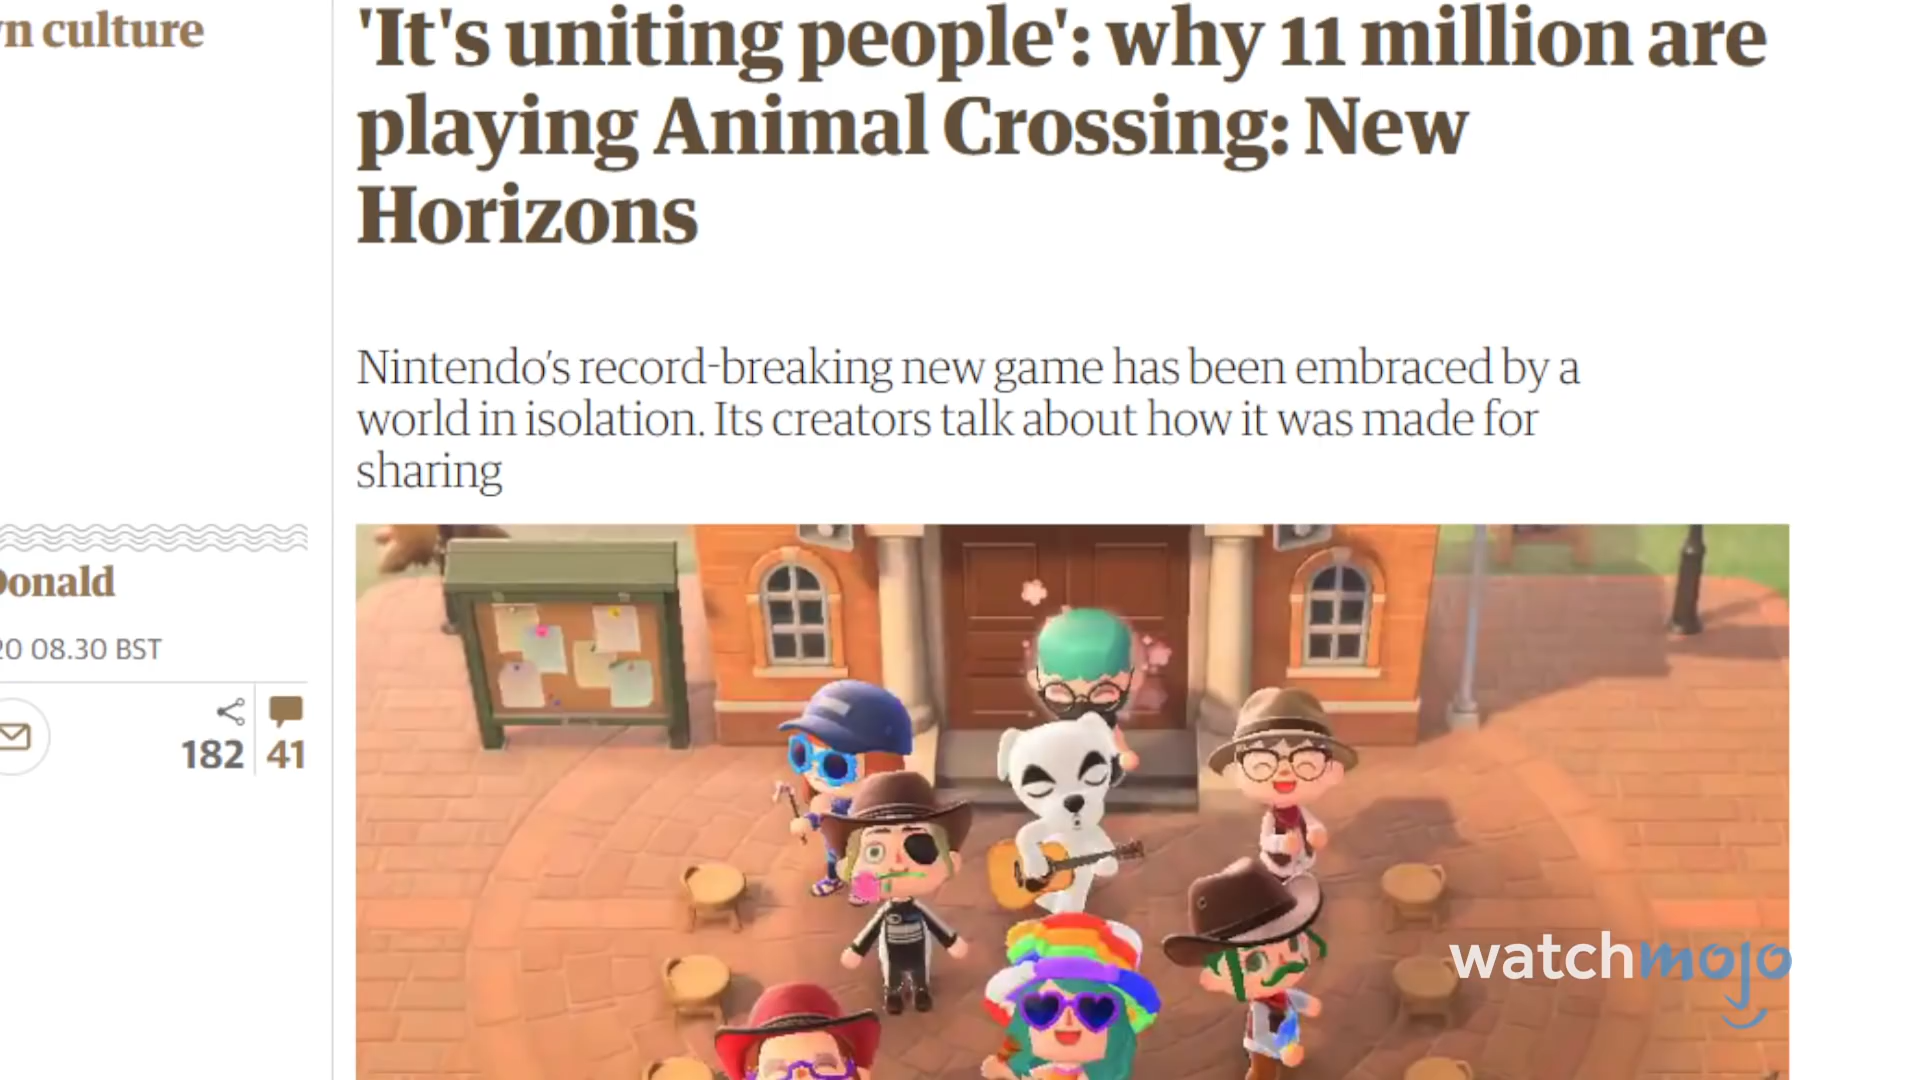 n culture
'It's uniting people': why 11 million are
playing Animal Crossing: New
Horizons
Nintendo’s record-breaking new game has been embraced by a
world in isolation. Its creators talk about how it was made for
sharing
Donald
20 08.30 BST
182 41
watchmojo